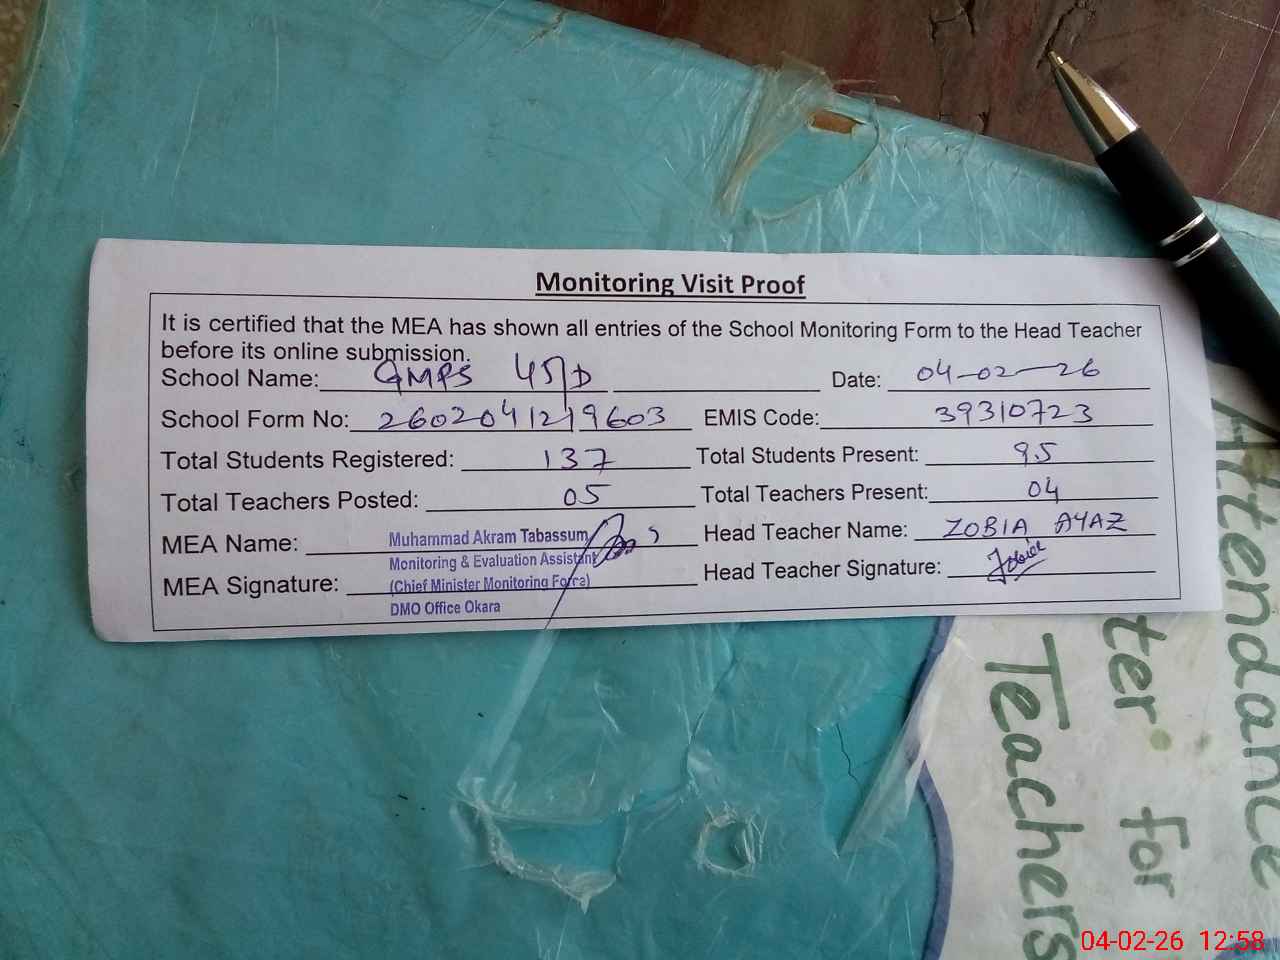 Monitoring Visit Proof
It is certified that the MEA has shown all entries of the School Monitoring Form to the Head Teacher
before its online submission.
School Name: GMPS 45/D Date: 04-02-26
School Form No: 2602041219603 EMIS Code: 39310723
Total Students Registered: 137 Total Students Present: 95
Total Teachers Posted: 05 Total Teachers Present: 04
MEA Name: Muhammad Akram Tabassum Head Teacher Name: ZOBIA AYAZ
Monitoring & Evaluation Assistant
MEA Signature: (Chief Minister Monitoring Force) Head Teacher Signature: Zobia
DMO Office Okara
Attendance
ter for
Teachers
04-02-26 12:58